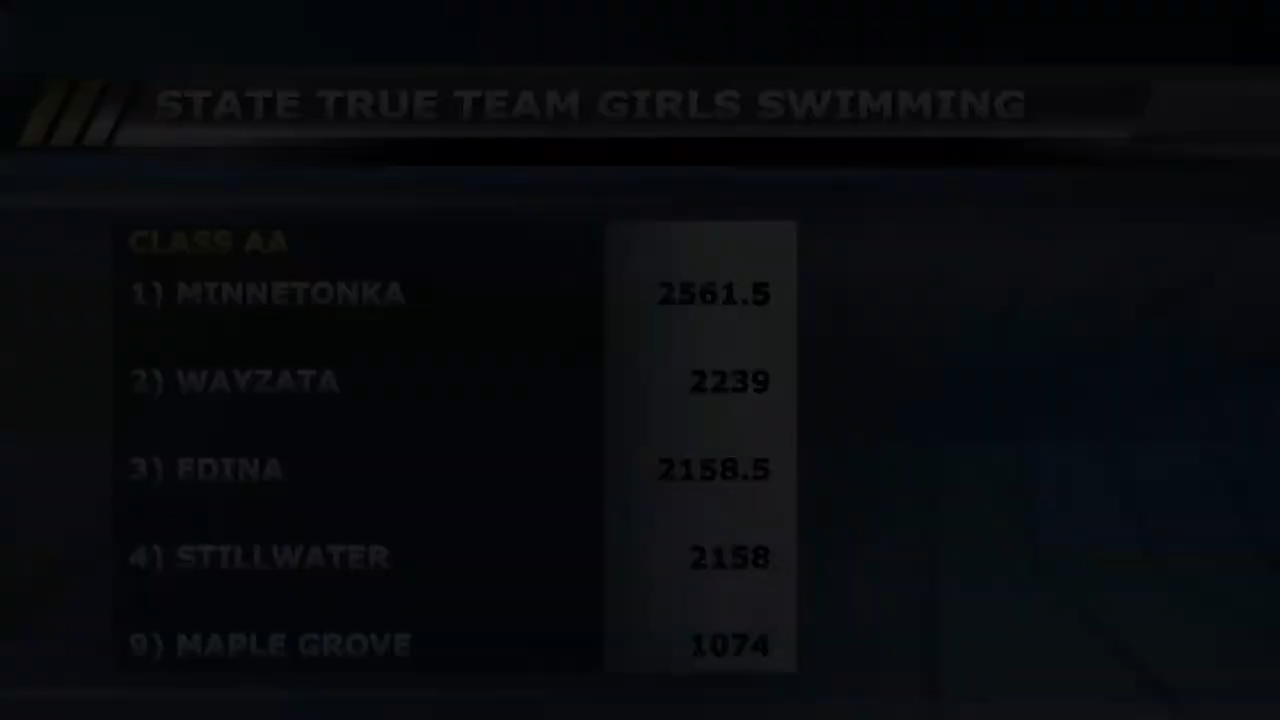 STATE TRUE TEAM GIRLS SWIMMING
CLASS AA
1) MINNETONKA 2561.5
2) WAYZATA 2239
3) EDINA 2158.5
4) STILLWATER 2158
9) MAPLE GROVE 1074